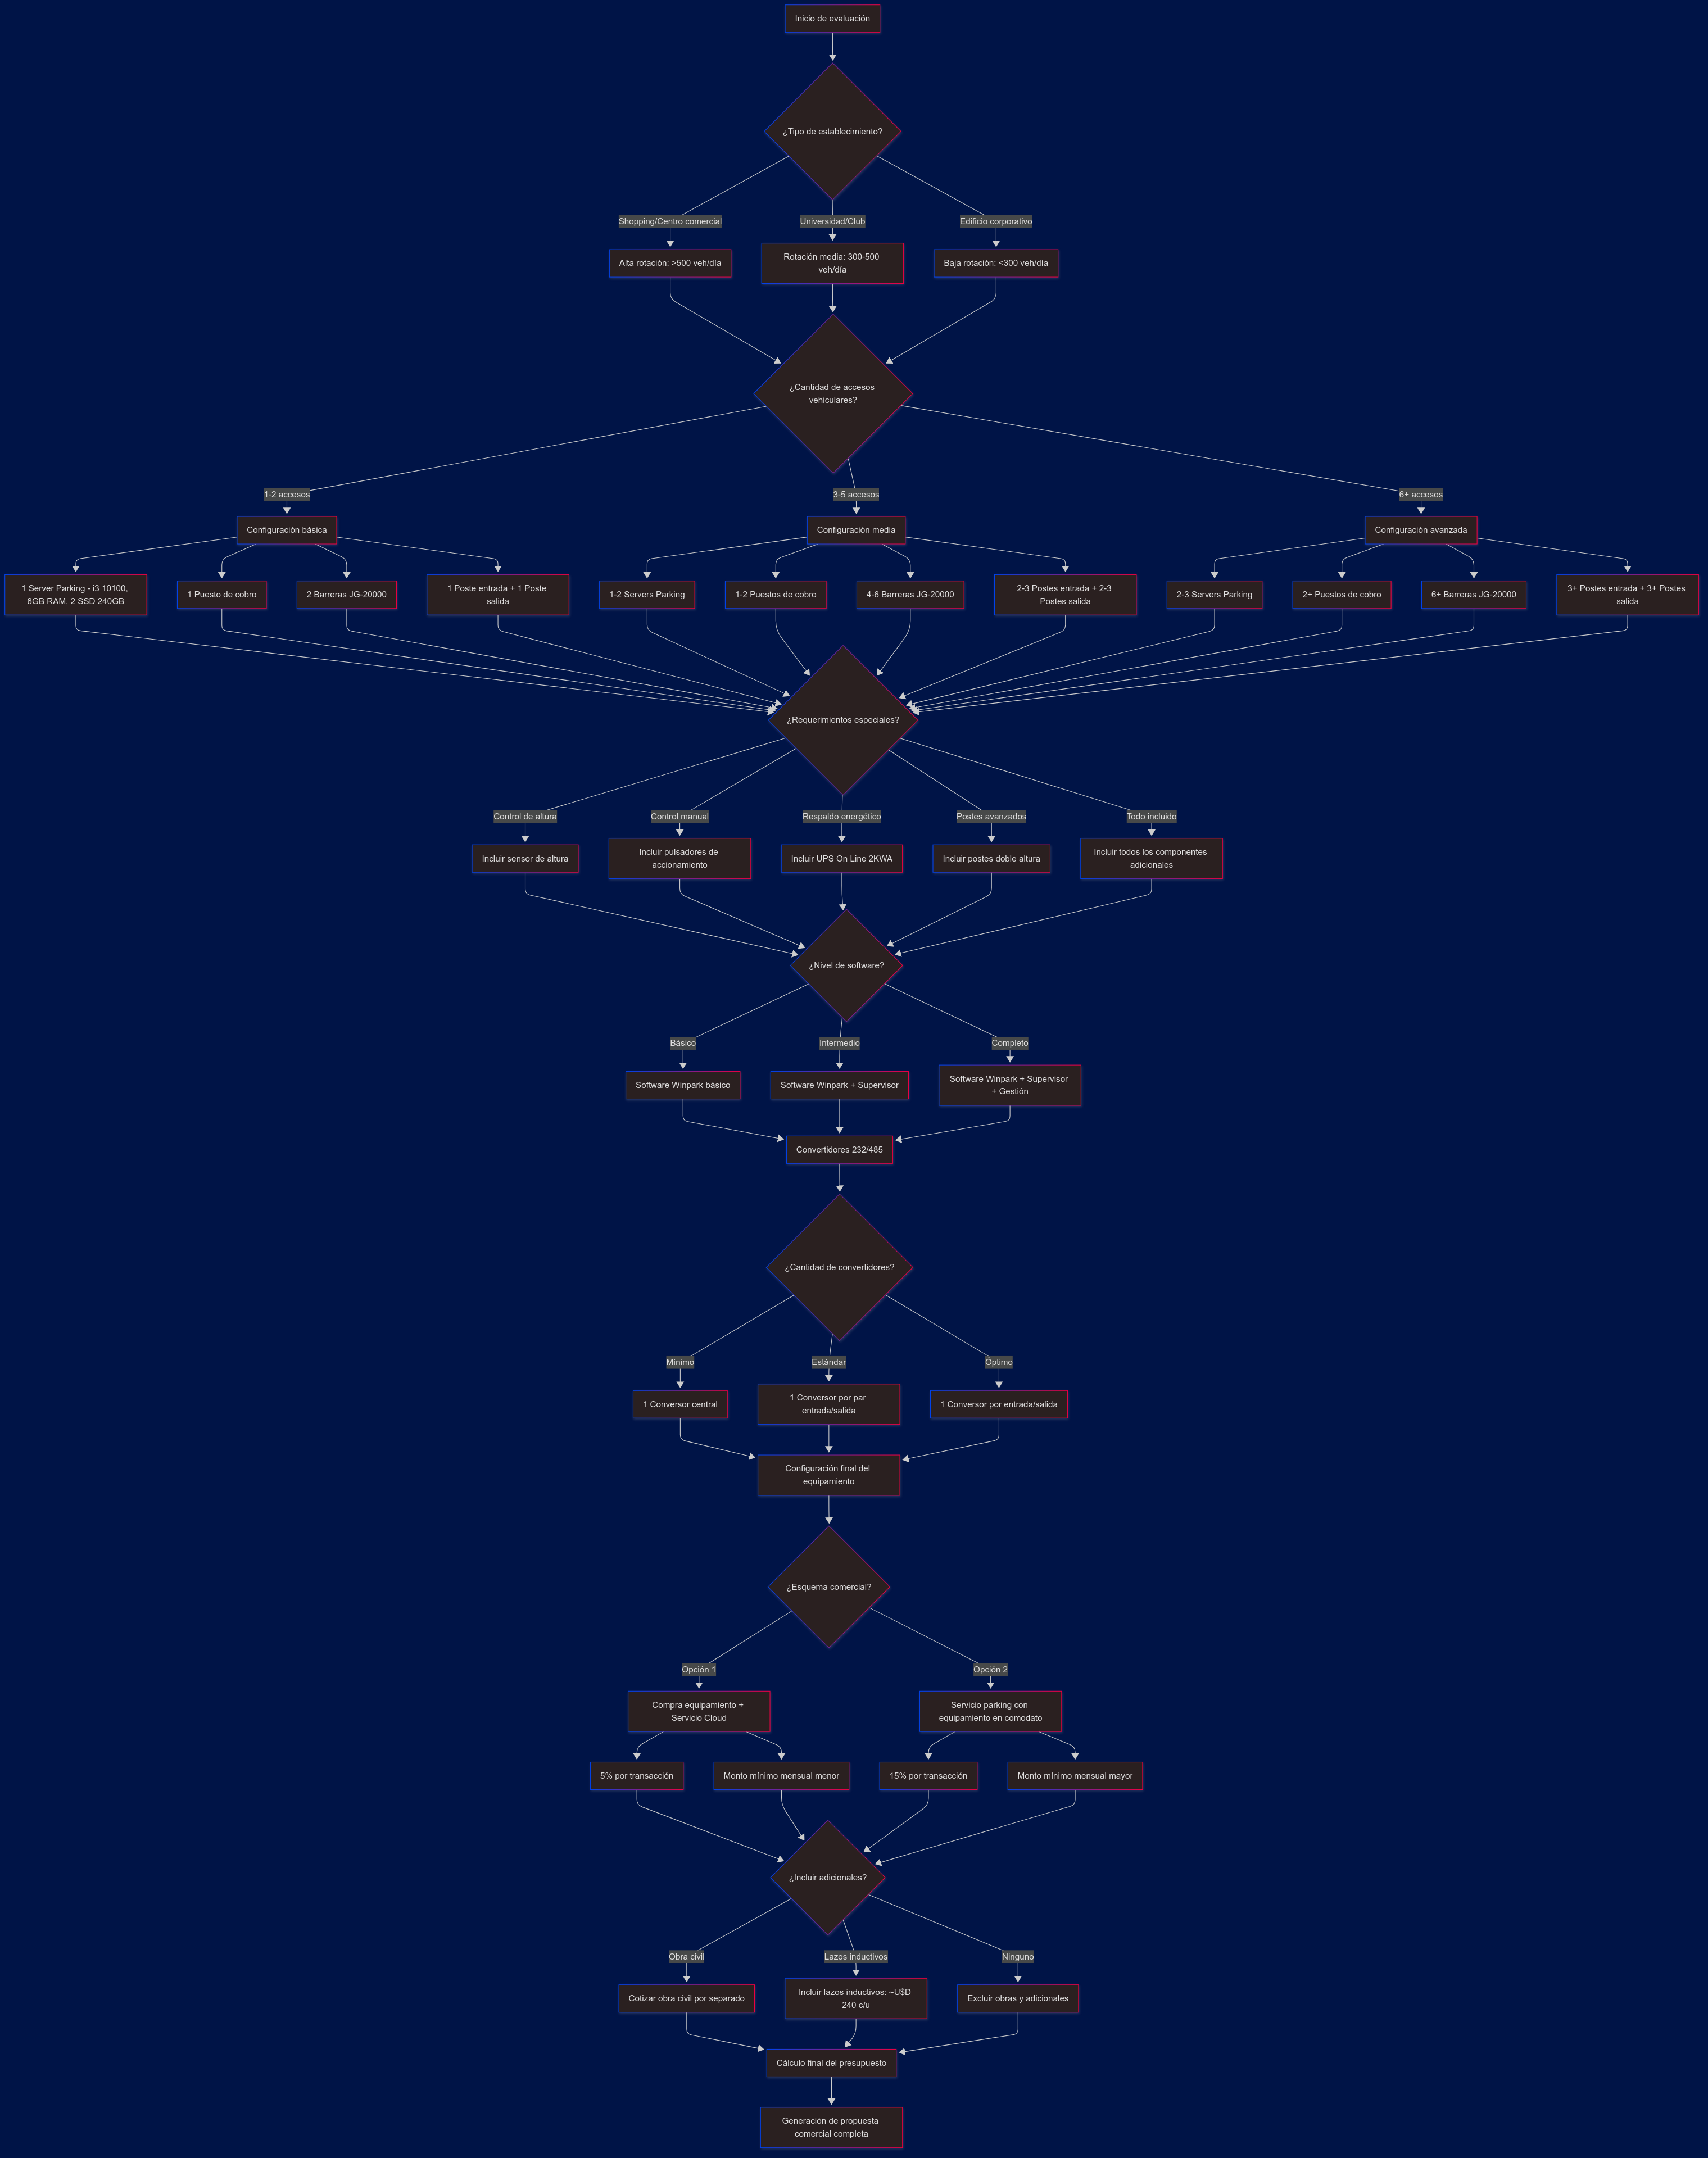 Inicio de evaluación
¿Tipo de establecimiento?
Shopping/Centro comercial
Universidad/Club
Edificio corporativo
Alta rotación: >500 veh/día
Rotación media: 300-500
veh/día
Baja rotación: <300 veh/día
¿Cantidad de accesos
vehiculares?
1-2 accesos
3-5 accesos
6+ accesos
Configuración básica
Configuración media
Configuración avanzada
1 Server Parking - i3 10100,
8GB RAM, 2 SSD 240GB
1 Puesto de cobro
2 Barreras JG-20000
1 Poste entrada + 1 Poste
salida
1-2 Servers Parking
1-2 Puestos de cobro
4-6 Barreras JG-20000
2-3 Postes entrada + 2-3
Postes salida
2-3 Servers Parking
2+ Puestos de cobro
6+ Barreras JG-20000
3+ Postes entrada + 3+ Postes
salida
¿Requerimientos especiales?
Control de altura
Control manual
Respaldo energético
Postes avanzados
Todo incluido
Incluir sensor de altura
Incluir pulsadores de
accionamiento
Incluir UPS On Line 2KWA
Incluir postes doble altura
Incluir todos los componentes
adicionales
¿Nivel de software?
Básico
Intermedio
Completo
Software Winpark básico
Software Winpark + Supervisor
Software Winpark + Supervisor
+ Gestión
Convertidores 232/485
¿Cantidad de convertidores?
Mínimo
Estándar
Óptimo
1 Conversor central
1 Conversor por par
entrada/salida
1 Conversor por entrada/salida
Configuración final del
equipamiento
¿Esquema comercial?
Opción 1
Opción 2
Compra equipamiento +
Servicio Cloud
Servicio parking con
equipamiento en comodato
5% por transacción
Monto mínimo mensual menor
15% por transacción
Monto mínimo mensual mayor
¿Incluir adicionales?
Obra civil
Lazos inductivos
Ninguno
Cotizar obra civil por separado
Incluir lazos inductivos: ~U$D
240 c/u
Excluir obras y adicionales
Cálculo final del presupuesto
Generación de propuesta
comercial completa